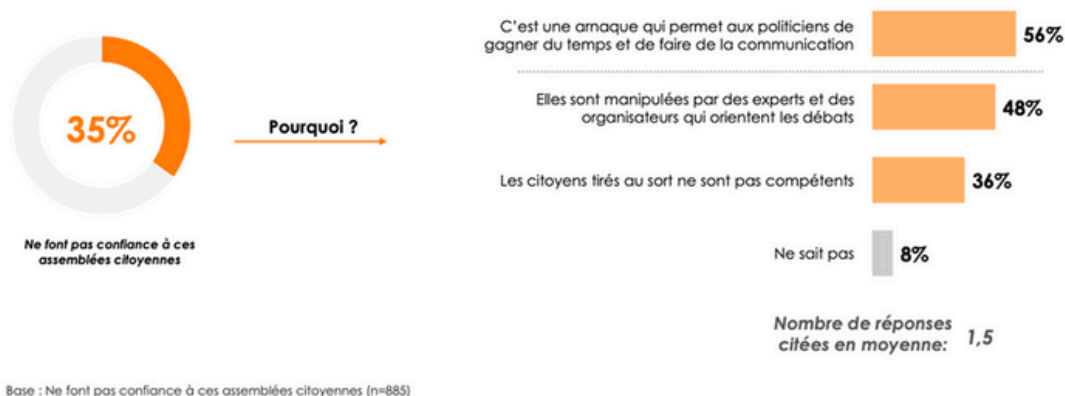 35%
Ne font pas confiance à ces
assemblées citoyennes
Pourquoi ?
C'est une arnaque qui permet aux politiciens de
gagner du temps et de faire de la communication
56%
Elles sont manipulées par des experts et des
organisateurs qui orientent les débats
48%
Les citoyens tirés au sort ne sont pas compétents
36%
Ne sait pas
8%
Nombre de réponses
citées en moyenne:
1,5
Base : Ne font pas confiance à ces assemblées citoyennes (n=885)